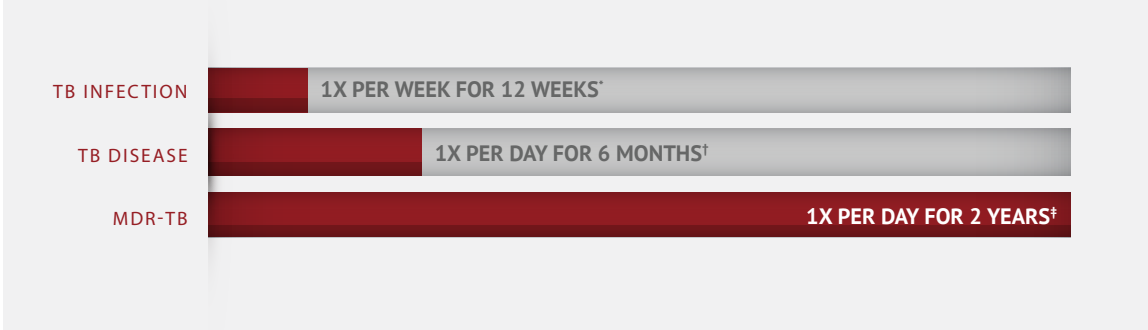 TB INFECTION 1X PER WEEK FOR 12 WEEKS*
TB DISEASE 1X PER DAY FOR 6 MONTHS†
MDR-TB 1X PER DAY FOR 2 YEARS‡